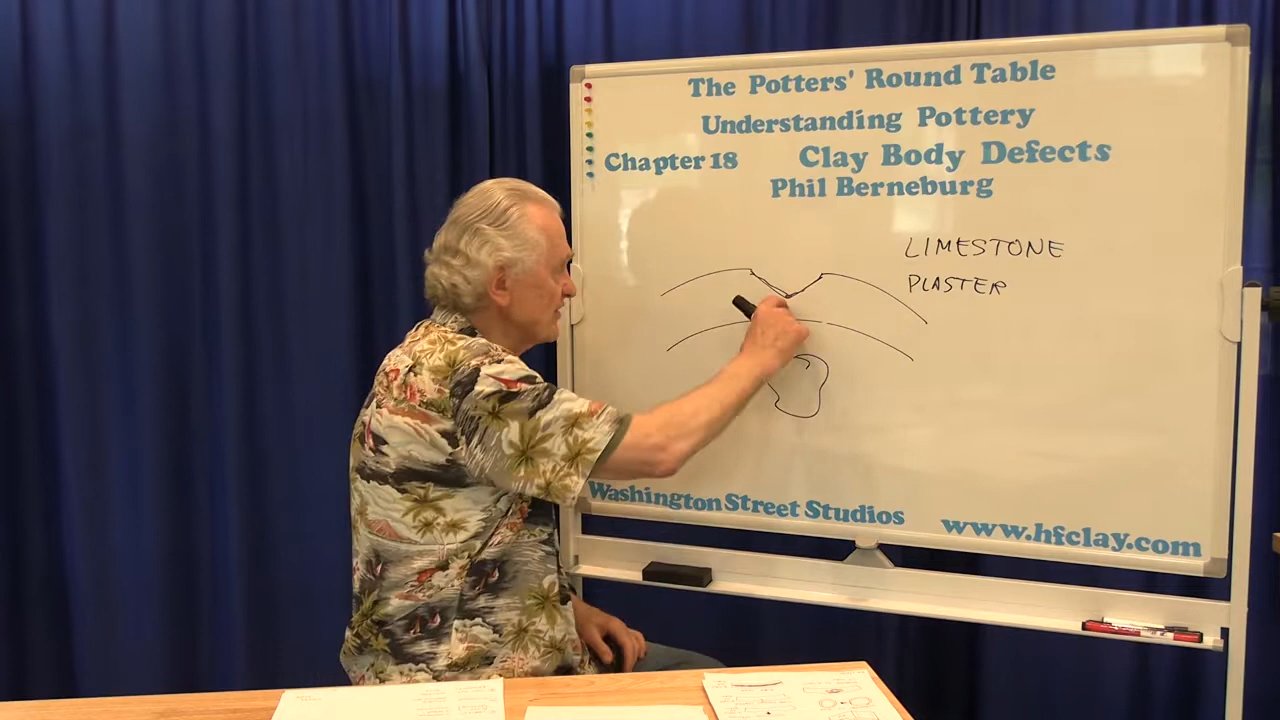 The Potters' Round Table
Understanding Pottery
Chapter 18 Clay Body Defects
Phil Berneburg
LIMESTONE
PLASTER
Washington Street Studios
www.hfclay.com